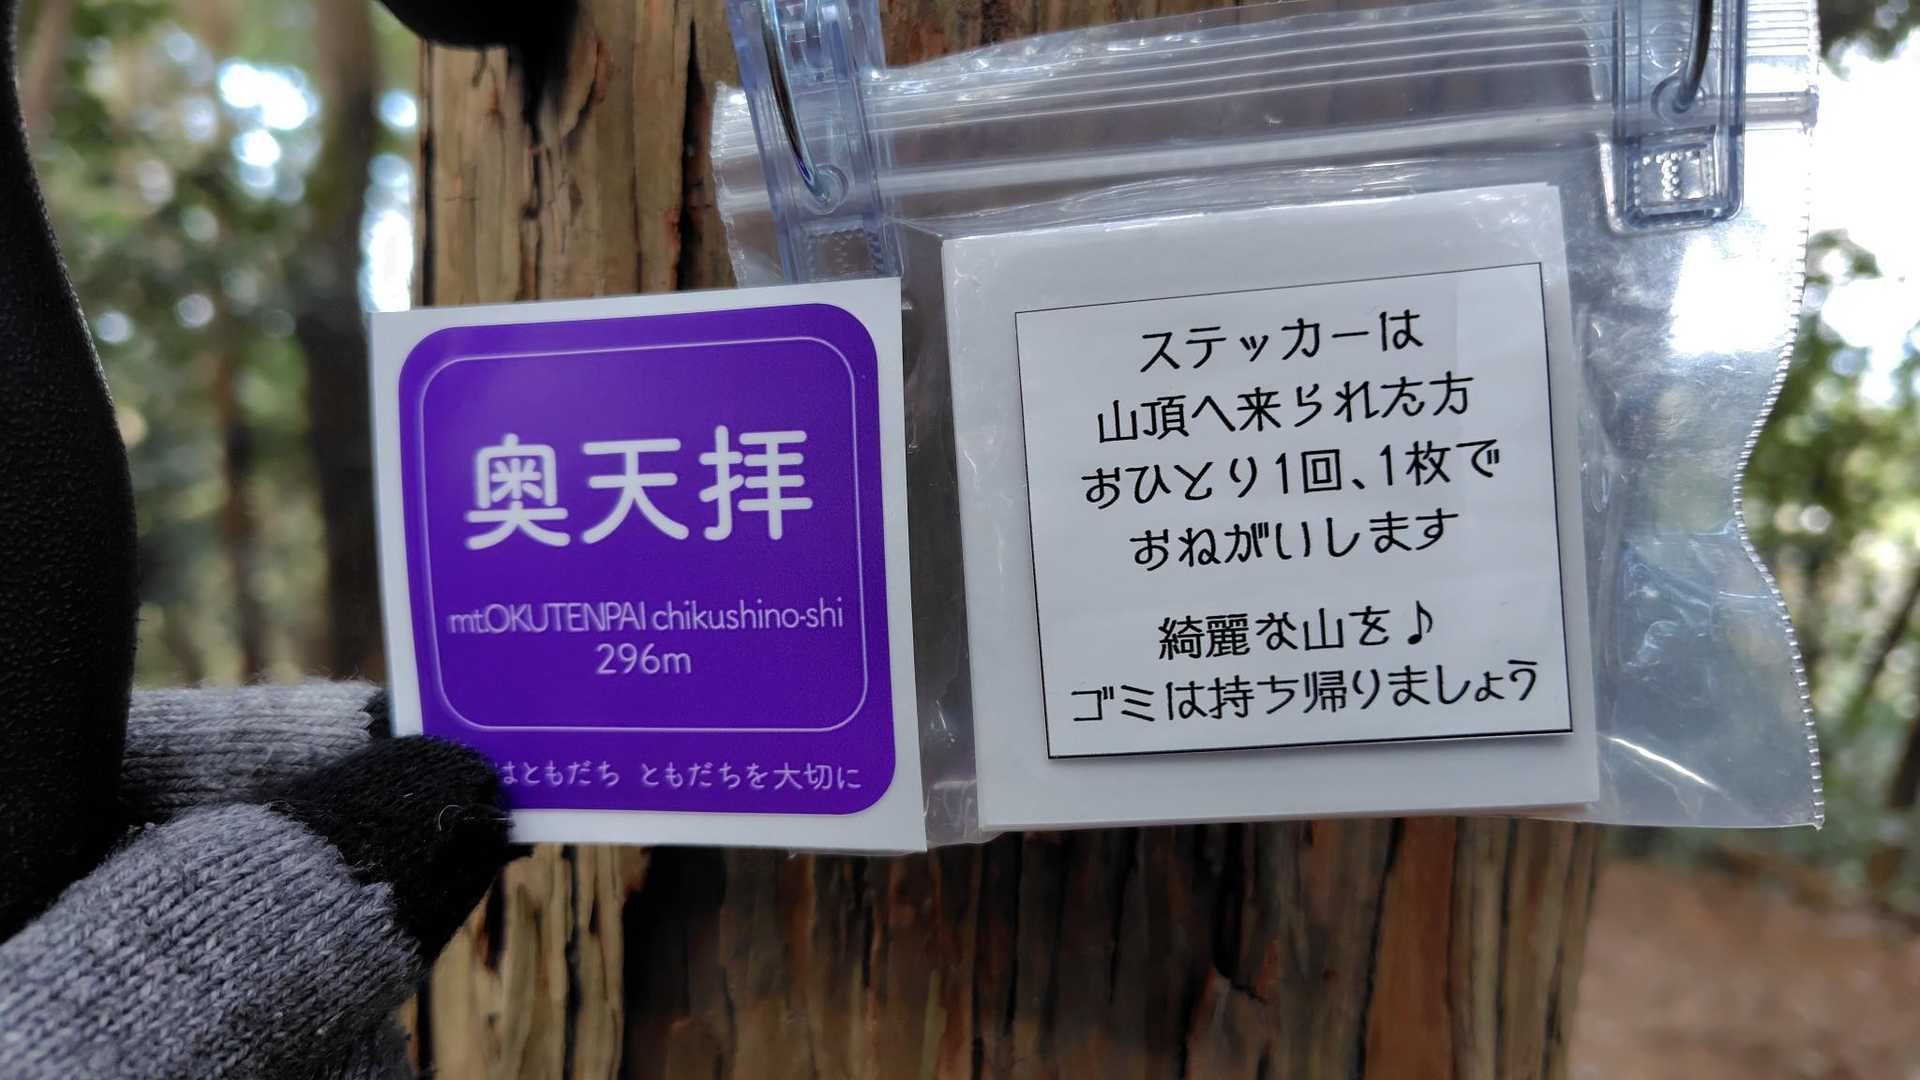 奥天拝
mt.OKUTENPAI chikushino-shi
296m
はともだち ともだちを大切に
ステッカーは
山頂へ来られた方
おひとり1回、1枚で
おねがいします
綺麗な山を♪
ゴミは持ち帰りましょう